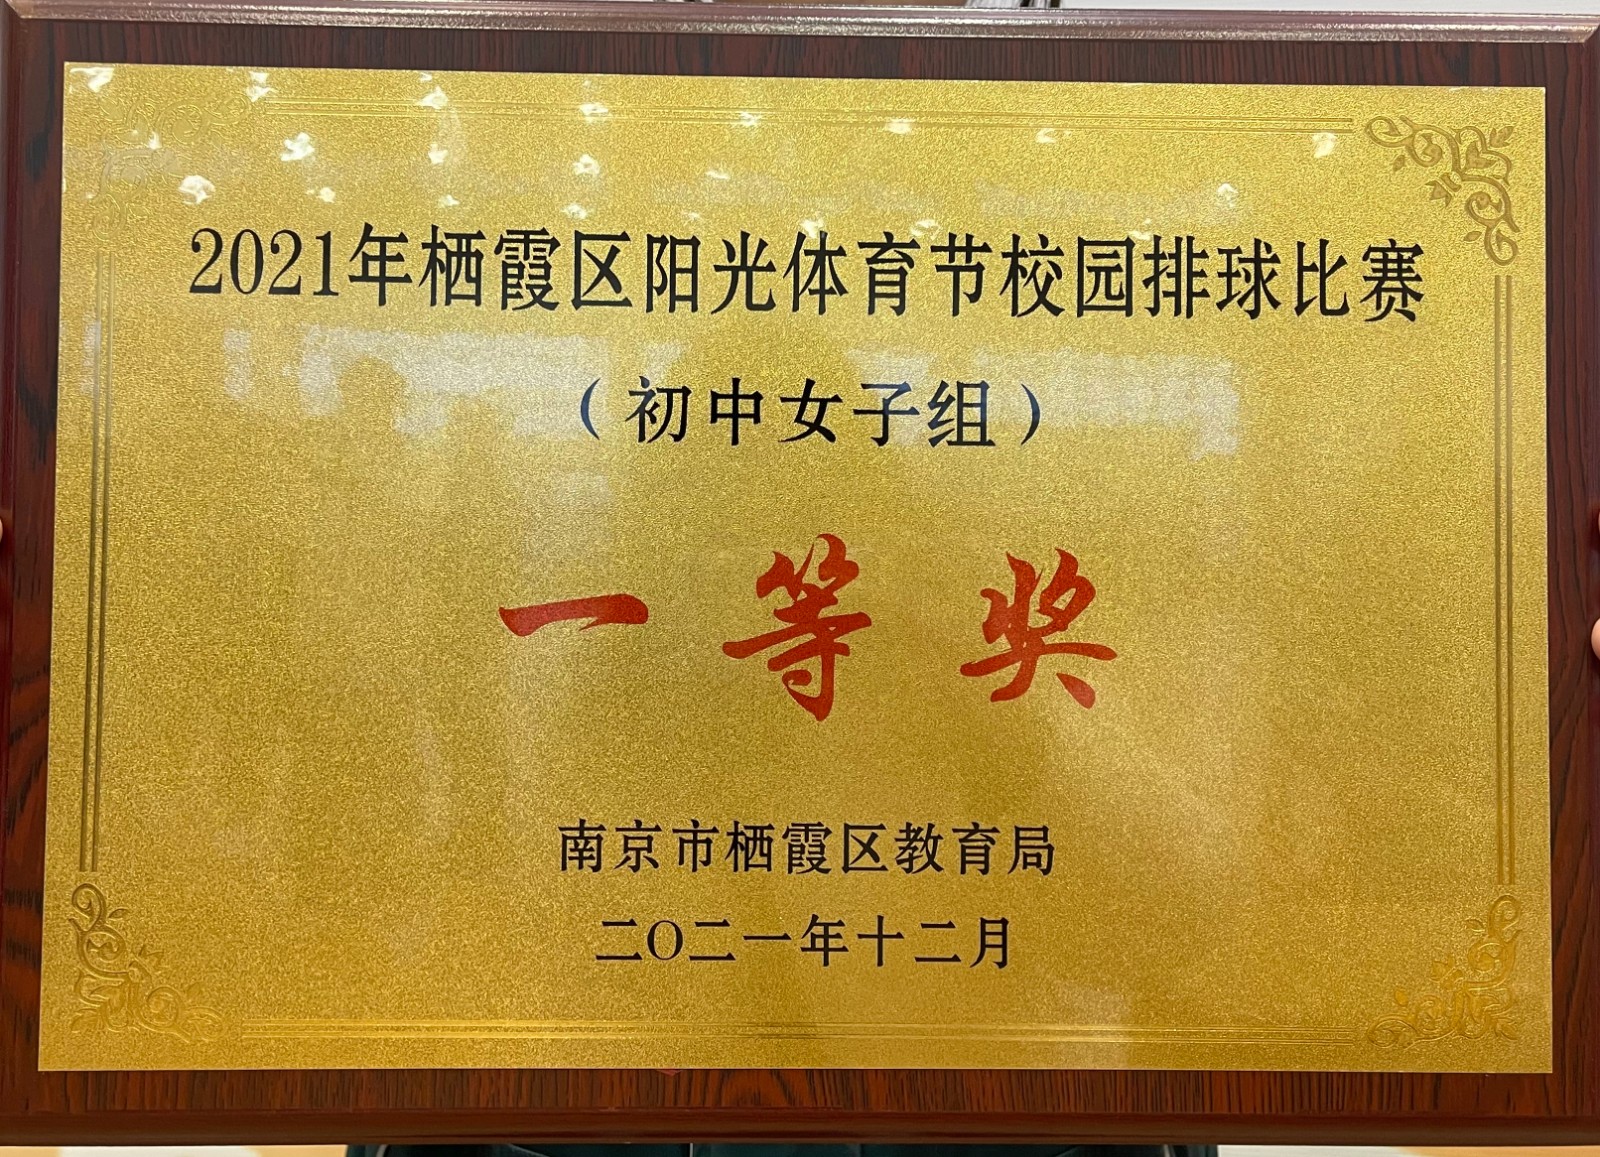 2021年栖霞区阳光体育节校园排球比赛
（初中女子组）
一等奖
南京市栖霞区教育局
二〇二一年十二月